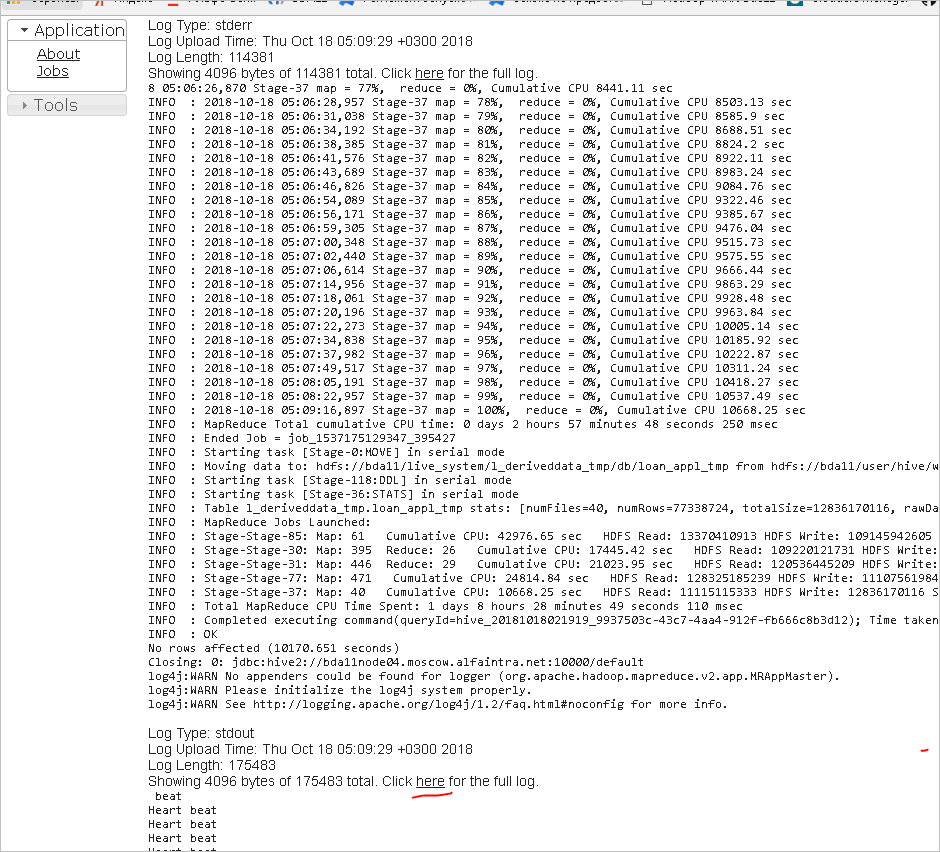 Application
About
Jobs
Tools
Log Type: stderr
Log Upload Time: Thu Oct 18 05:09:29 +0300 2018
Log Length: 114381
Showing 4096 bytes of 114381 total. Click here for the full log.
8 05:06:26,870 Stage-37 map = 77%,  reduce = 0%, Cumulative CPU 8441.11 sec
INFO  : 2018-10-18 05:06:28,957 Stage-37 map = 78%,  reduce = 0%, Cumulative CPU 8503.13 sec
INFO  : 2018-10-18 05:06:31,038 Stage-37 map = 79%,  reduce = 0%, Cumulative CPU 8585.9 sec
INFO  : 2018-10-18 05:06:34,192 Stage-37 map = 80%,  reduce = 0%, Cumulative CPU 8688.51 sec
INFO  : 2018-10-18 05:06:38,385 Stage-37 map = 81%,  reduce = 0%, Cumulative CPU 8824.2 sec
INFO  : 2018-10-18 05:06:41,576 Stage-37 map = 82%,  reduce = 0%, Cumulative CPU 8922.11 sec
INFO  : 2018-10-18 05:06:43,689 Stage-37 map = 83%,  reduce = 0%, Cumulative CPU 8983.24 sec
INFO  : 2018-10-18 05:06:46,826 Stage-37 map = 84%,  reduce = 0%, Cumulative CPU 9084.76 sec
INFO  : 2018-10-18 05:06:54,089 Stage-37 map = 85%,  reduce = 0%, Cumulative CPU 9322.46 sec
INFO  : 2018-10-18 05:06:56,171 Stage-37 map = 86%,  reduce = 0%, Cumulative CPU 9385.67 sec
INFO  : 2018-10-18 05:06:59,305 Stage-37 map = 87%,  reduce = 0%, Cumulative CPU 9476.04 sec
INFO  : 2018-10-18 05:07:00,348 Stage-37 map = 88%,  reduce = 0%, Cumulative CPU 9515.73 sec
INFO  : 2018-10-18 05:07:02,440 Stage-37 map = 89%,  reduce = 0%, Cumulative CPU 9575.55 sec
INFO  : 2018-10-18 05:07:06,614 Stage-37 map = 90%,  reduce = 0%, Cumulative CPU 9666.44 sec
INFO  : 2018-10-18 05:07:14,956 Stage-37 map = 91%,  reduce = 0%, Cumulative CPU 9863.29 sec
INFO  : 2018-10-18 05:07:18,061 Stage-37 map = 92%,  reduce = 0%, Cumulative CPU 9928.48 sec
INFO  : 2018-10-18 05:07:20,196 Stage-37 map = 93%,  reduce = 0%, Cumulative CPU 9963.84 sec
INFO  : 2018-10-18 05:07:22,273 Stage-37 map = 94%,  reduce = 0%, Cumulative CPU 10005.14 sec
INFO  : 2018-10-18 05:07:34,838 Stage-37 map = 95%,  reduce = 0%, Cumulative CPU 10185.92 sec
INFO  : 2018-10-18 05:07:37,982 Stage-37 map = 96%,  reduce = 0%, Cumulative CPU 10222.87 sec
INFO  : 2018-10-18 05:07:49,517 Stage-37 map = 97%,  reduce = 0%, Cumulative CPU 10311.24 sec
INFO  : 2018-10-18 05:08:05,191 Stage-37 map = 98%,  reduce = 0%, Cumulative CPU 10418.27 sec
INFO  : 2018-10-18 05:08:22,957 Stage-37 map = 99%,  reduce = 0%, Cumulative CPU 10537.49 sec
INFO  : 2018-10-18 05:09:16,897 Stage-37 map = 100%,  reduce = 0%, Cumulative CPU 10668.25 sec
INFO  : MapReduce Total cumulative CPU time: 0 days 2 hours 57 minutes 48 seconds 250 msec
INFO  : Ended Job = job_1537175129347_395427
INFO  : Starting task [Stage-0:MOVE] in serial mode
INFO  : Moving data to: hdfs://bda11/live_system/l_deriveddata_tmp/db/loan_appl_tmp from hdfs://bda11/user/hive/w
INFO  : Starting task [Stage-118:DDL] in serial mode
INFO  : Starting task [Stage-36:STATS] in serial mode
INFO  : Table l_deriveddata_tmp.loan_appl_tmp stats: [numFiles=40, numRows=77338724, totalSize=12836170116, rawDa
INFO  : MapReduce Jobs Launched:
INFO  : Stage-Stage-85: Map: 61   Cumulative CPU: 42976.65 sec   HDFS Read: 13370410913 HDFS Write: 109145942605
INFO  : Stage-Stage-30: Map: 395  Reduce: 26   Cumulative CPU: 17445.42 sec   HDFS Read: 109220121731 HDFS Write:
INFO  : Stage-Stage-31: Map: 446  Reduce: 29   Cumulative CPU: 21023.95 sec   HDFS Read: 120536445209 HDFS Write:
INFO  : Stage-Stage-77: Map: 471   Cumulative CPU: 24814.84 sec   HDFS Read: 128325185239 HDFS Write: 11107561984
INFO  : Stage-Stage-37: Map: 40   Cumulative CPU: 10668.25 sec   HDFS Read: 11115115333 HDFS Write: 12836170116 S
INFO  : Total MapReduce CPU Time Spent: 1 days 8 hours 28 minutes 49 seconds 110 msec
INFO  : Completed executing command(queryId=hive_20181018021919_9937503c-43c7-4aa4-912f-fb666c8b3d12); Time taken
INFO  : OK
No rows affected (10170.651 seconds)
Closing: 0: jdbc:hive2://bda11node04.moscow.alfaintra.net:10000/default
log4j:WARN No appenders could be found for logger (org.apache.hadoop.mapreduce.v2.app.MRAppMaster).
log4j:WARN Please initialize the log4j system properly.
log4j:WARN See http://logging.apache.org/log4j/1.2/faq.html#noconfig for more info.
Log Type: stdout
Log Upload Time: Thu Oct 18 05:09:29 +0300 2018
Log Length: 175483
Showing 4096 bytes of 175483 total. Click here for the full log.
beat
Heart beat
Heart beat
Heart beat